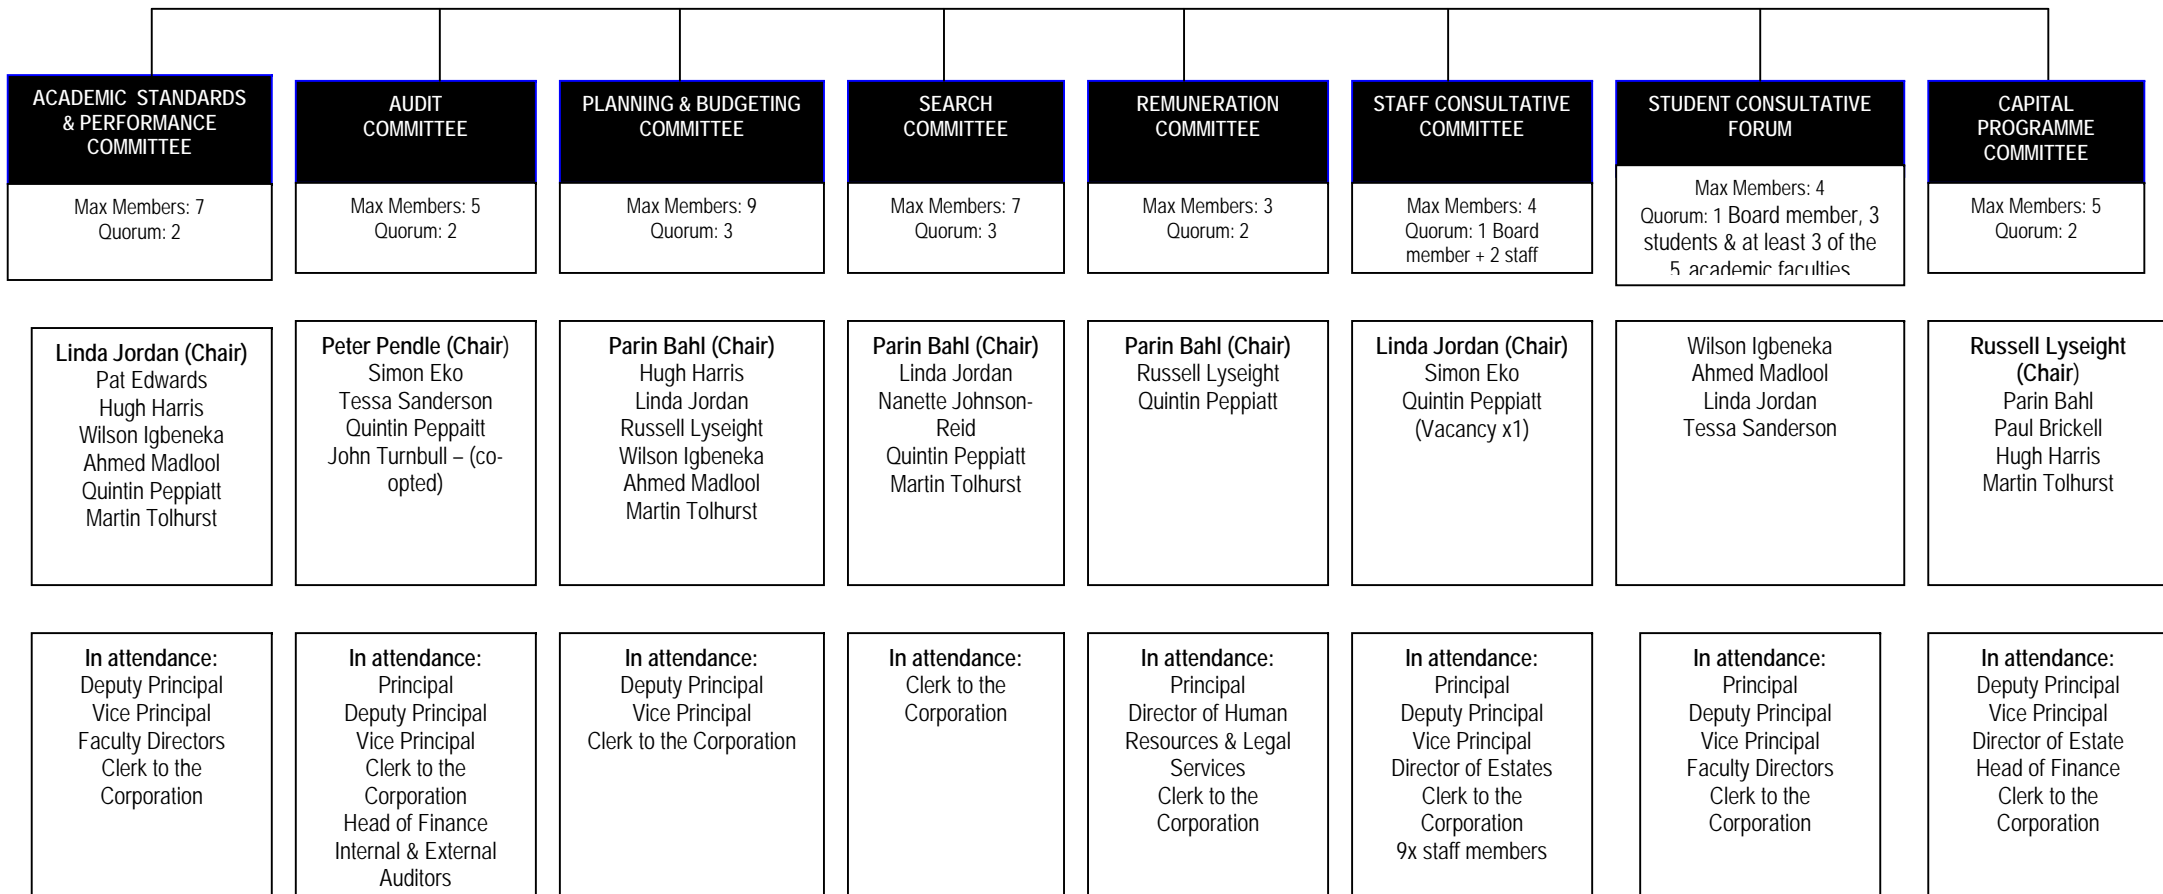 ACADEMIC STANDARDS
& PERFORMANCE
COMMITTEE
Max Members: 7
Quorum: 2
Linda Jordan (Chair)
Pat Edwards
Hugh Harris
Wilson Igbeneka
Ahmed Madlool
Quintin Peppiatt
Martin Tolhurst
In attendance:
Deputy Principal
Vice Principal
Faculty Directors
Clerk to the
Corporation
AUDIT
COMMITTEE
Max Members: 5
Quorum: 2
Peter Pendle (Chair)
Simon Eko
Tessa Sanderson
Quintin Peppaitt
John Turnbull – (co-
opted)
In attendance:
Principal
Deputy Principal
Vice Principal
Clerk to the
Corporation
Head of Finance
Internal & External
Auditors
PLANNING & BUDGETING
COMMITTEE
Max Members: 9
Quorum: 3
Parin Bahl (Chair)
Hugh Harris
Linda Jordan
Russell Lyseight
Wilson Igbeneka
Ahmed Madlool
Martin Tolhurst
In attendance:
Deputy Principal
Vice Principal
Clerk to the Corporation
SEARCH
COMMITTEE
Max Members: 7
Quorum: 3
Parin Bahl (Chair)
Linda Jordan
Nanette Johnson-
Reid
Quintin Peppiatt
Martin Tolhurst
In attendance:
Clerk to the
Corporation
REMUNERATION
COMMITTEE
Max Members: 3
Quorum: 2
Parin Bahl (Chair)
Russell Lyseight
Quintin Peppiatt
In attendance:
Principal
Director of Human
Resources & Legal
Services
Clerk to the
Corporation
STAFF CONSULTATIVE
COMMITTEE
Max Members: 4
Quorum: 1 Board
member + 2 staff
Linda Jordan (Chair)
Simon Eko
Quintin Peppiatt
(Vacancy x1)
In attendance:
Principal
Deputy Principal
Vice Principal
Director of Estates
Clerk to the
Corporation
9x staff members
STUDENT CONSULTATIVE
FORUM
Max Members: 4
Quorum: 1 Board member, 3
students & at least 3 of the
5 academic faculties
Wilson Igbeneka
Ahmed Madlool
Linda Jordan
Tessa Sanderson
In attendance:
Principal
Deputy Principal
Vice Principal
Faculty Directors
Clerk to the
Corporation
CAPITAL
PROGRAMME
COMMITTEE
Max Members: 5
Quorum: 2
Russell Lyseight
(Chair)
Parin Bahl
Paul Brickell
Hugh Harris
Martin Tolhurst
In attendance:
Deputy Principal
Vice Principal
Director of Estate
Head of Finance
Clerk to the
Corporation